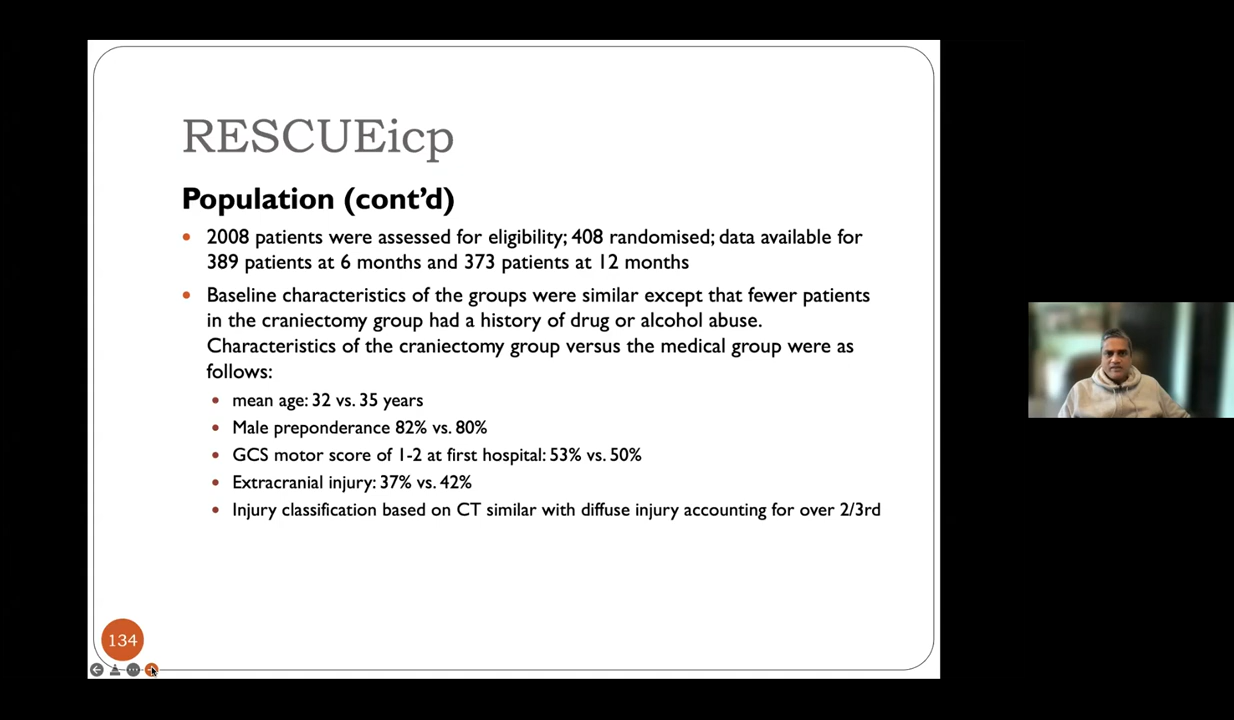 RESCUEicp
Population (cont’d)
• 2008 patients were assessed for eligibility; 408 randomised; data available for
389 patients at 6 months and 373 patients at 12 months
• Baseline characteristics of the groups were similar except that fewer patients
in the craniectomy group had a history of drug or alcohol abuse.
Characteristics of the craniectomy group versus the medical group were as
follows:
• mean age: 32 vs. 35 years
• Male preponderance 82% vs. 80%
• GCS motor score of 1-2 at first hospital: 53% vs. 50%
• Extracranial injury: 37% vs. 42%
• Injury classification based on CT similar with diffuse injury accounting for over 2/3rd
134